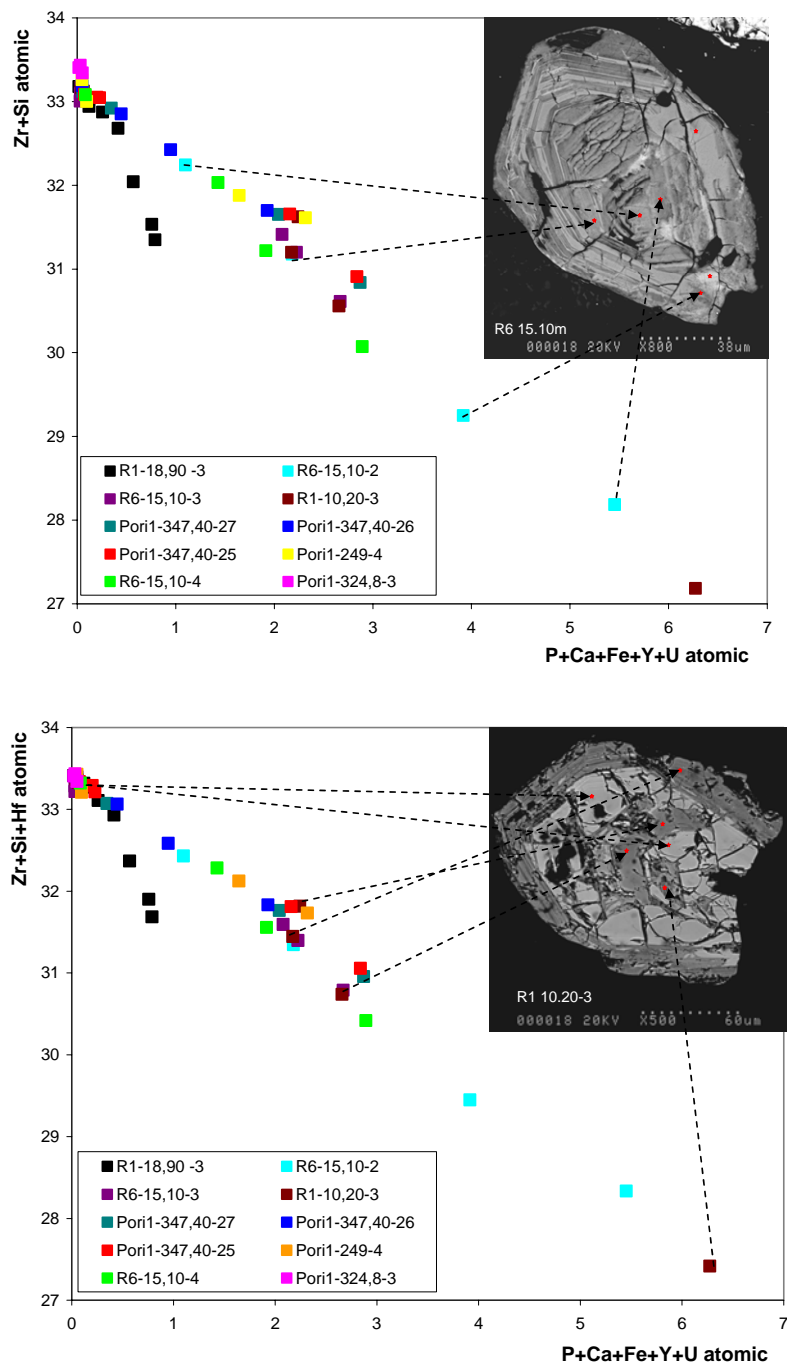 34
33
32
31
30
29
28
27
Zr+Si atomic
0
1
2
3
4
5
6
7
P+Ca+Fe+Y+U atomic
R1-18,90 -3
R6-15,10-2
R6-15,10-3
R1-10,20-3
Pori1-347,40-27
Pori1-347,40-26
Pori1-347,40-25
Pori1-249-4
R6-15,10-4
Pori1-324,8-3
R6 15.10m
000018 20KV X800 38um
34
33
32
31
30
29
28
27
Zr+Si+Hf atomic
0
1
2
3
4
5
6
7
P+Ca+Fe+Y+U atomic
R1-18,90 -3
R6-15,10-2
R6-15,10-3
R1-10,20-3
Pori1-347,40-27
Pori1-347,40-26
Pori1-347,40-25
Pori1-249-4
R6-15,10-4
Pori1-324,8-3
R1 10.20-3
000018 20KV X500 60um